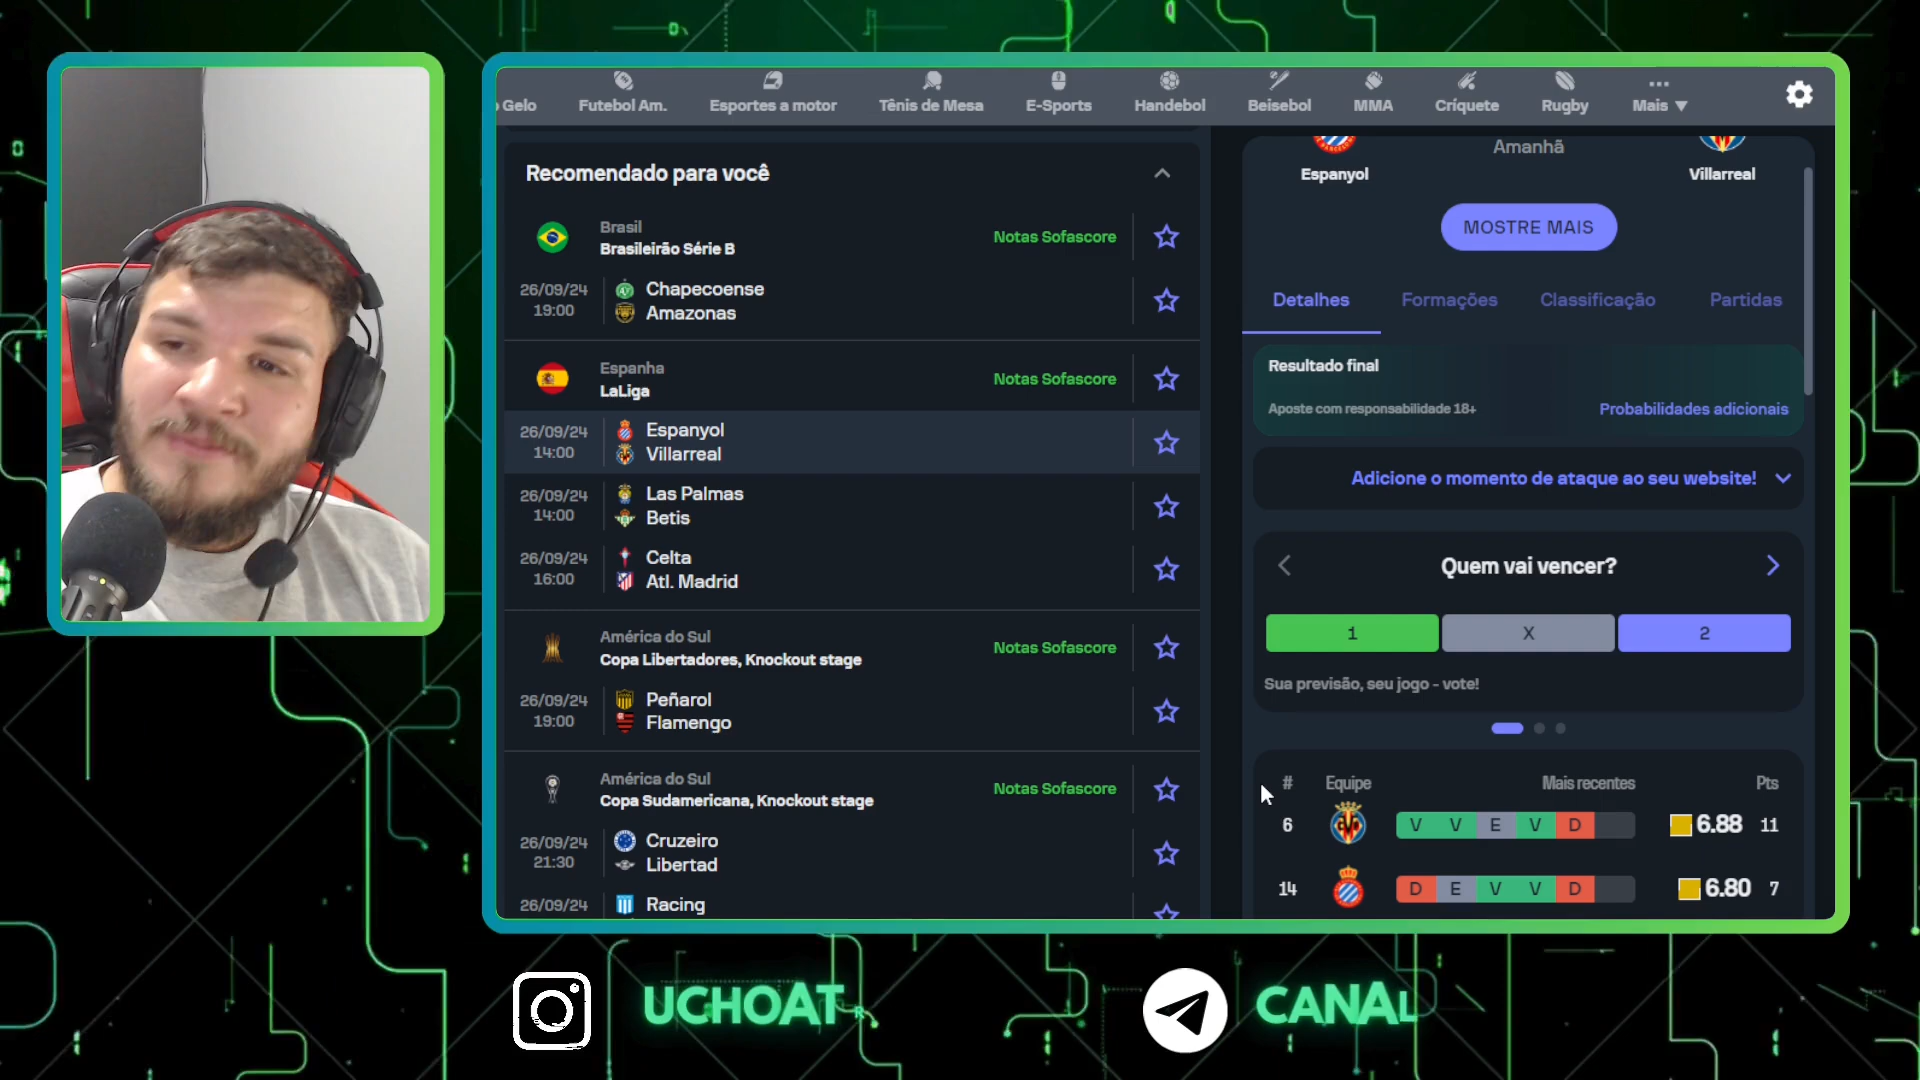 Gelo
Futebol Am.
Esportes a motor
Tênis de Mesa
E-Sports
Handebol
Beisebol
MMA
Críquete
Rugby
Mais ▼
Recomendado para você
Brasil
Brasileirão Série B
Notas Sofascore
26/09/24
19:00
Chapecoense
Amazonas
Espanha
LaLiga
Notas Sofascore
26/09/24
14:00
Espanyol
Villarreal
26/09/24
14:00
Las Palmas
Betis
26/09/24
16:00
Celta
Atl. Madrid
América do Sul
Copa Libertadores, Knockout stage
Notas Sofascore
26/09/24
19:00
Peñarol
Flamengo
América do Sul
Copa Sudamericana, Knockout stage
Notas Sofascore
26/09/24
21:30
Cruzeiro
Libertad
26/09/24
Racing
Amanhã
Espanyol
Villarreal
MOSTRE MAIS
Detalhes
Formações
Classificação
Partidas
Resultado final
Aposte com responsabilidade 18+
Probabilidades adicionais
Adicione o momento de ataque ao seu website!
Quem vai vencer?
1
X
2
Sua previsão, seu jogo - vote!
# Equipe Mais recentes Pts
6 V V E V D 6.88 11
14 D E V V D 6.80 7
UCHOAT
CANAL